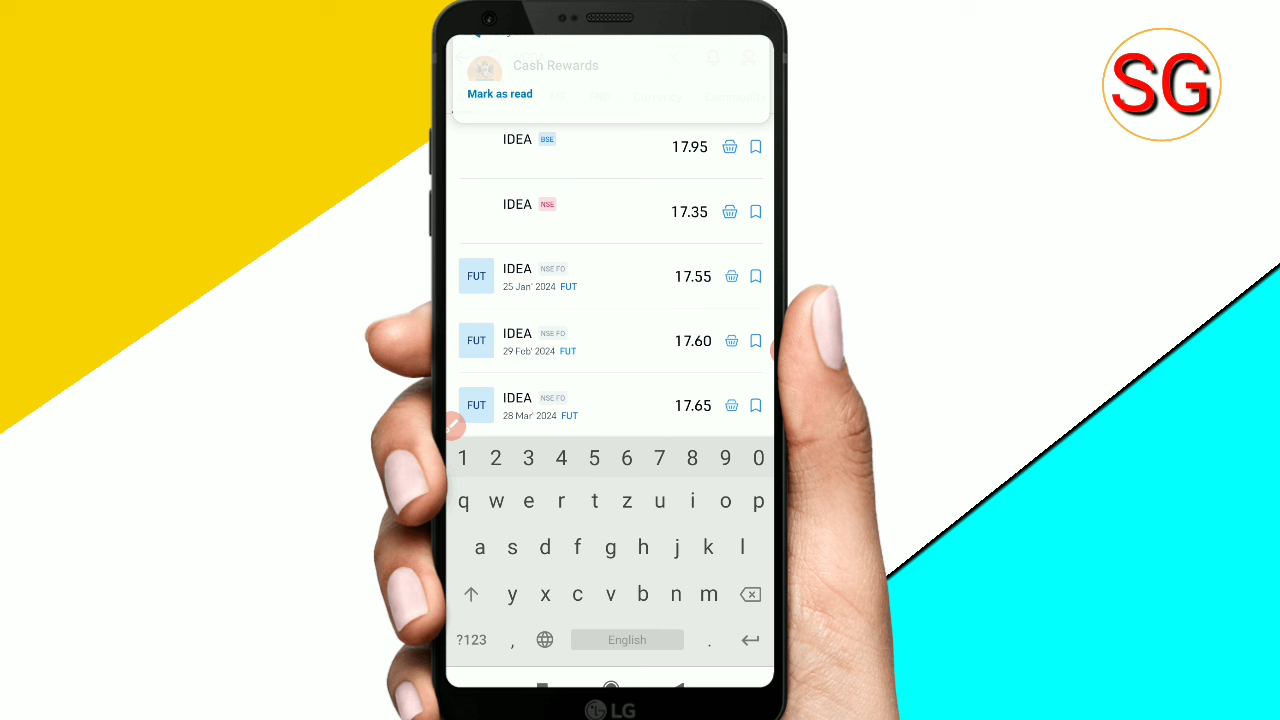 SG
Cash Rewards
Mark as read
Currency
Commodity
IDEA BSE 17.95
IDEA NSE 17.35
FUT IDEA NSE FO 17.55
25 Jan' 2024 FUT
FUT IDEA NSE FO 17.60
29 Feb' 2024 FUT
FUT IDEA NSE FO 17.65
28 Mar' 2024 FUT
1 2 3 4 5 6 7 8 9 0
q w e r t z u i o p
a s d f g h j k l
y x c v b n m
?123 , English .
LG